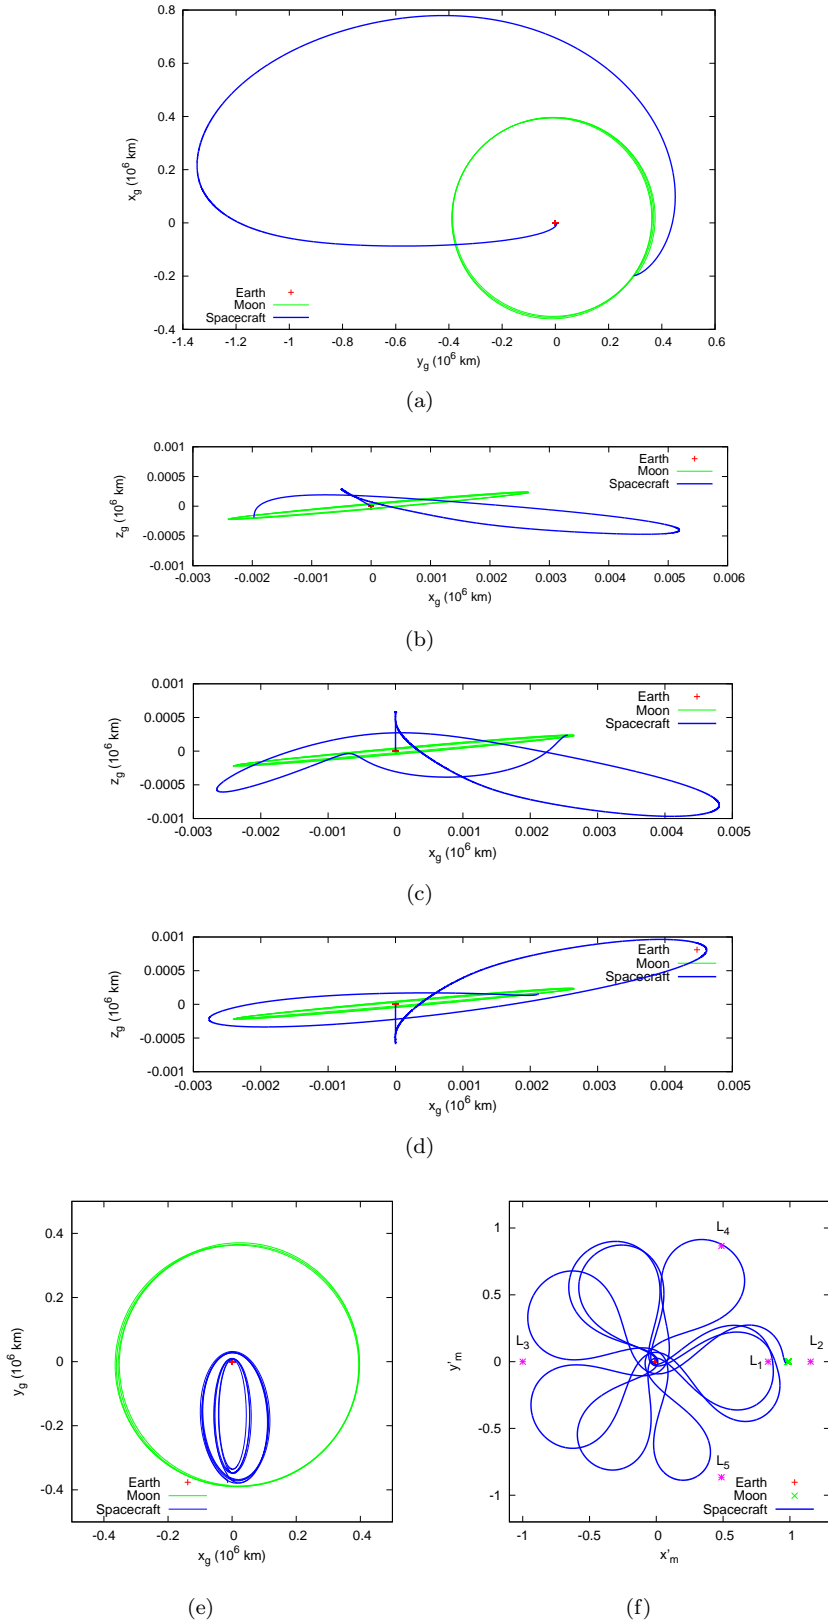 0.8
0.6
0.4
0.2
0
-0.2
-0.4
x_g (10^6 km)
Earth
Moon
Spacecraft
-1.4 -1.2 -1 -0.8 -0.6 -0.4 -0.2 0 0.2 0.4 0.6
y_g (10^6 km)
(a)
0.001
0.0005
0
-0.0005
-0.001
z_g (10^6 km)
Earth
Moon
Spacecraft
-0.003 -0.002 -0.001 0 0.001 0.002 0.003 0.004 0.005 0.006
x_g (10^6 km)
(b)
0.001
0.0005
0
-0.0005
-0.001
z_g (10^6 km)
Earth
Moon
Spacecraft
-0.003 -0.002 -0.001 0 0.001 0.002 0.003 0.004 0.005
x_g (10^6 km)
(c)
0.001
0.0005
0
-0.0005
-0.001
z_g (10^6 km)
Earth
Moon
Spacecraft
-0.003 -0.002 -0.001 0 0.001 0.002 0.003 0.004 0.005
x_g (10^6 km)
(d)
0.4
0.2
0
-0.2
-0.4
y_g (10^6 km)
Earth
Moon
Spacecraft
-0.4 -0.2 0 0.2 0.4
x_g (10^6 km)
(e)
1
0.5
0
-0.5
-1
y'_m
L_4
L_3
L_1
L_2
L_5
Earth
Moon
Spacecraft
-1 -0.5 0 0.5 1
x'_m
(f)